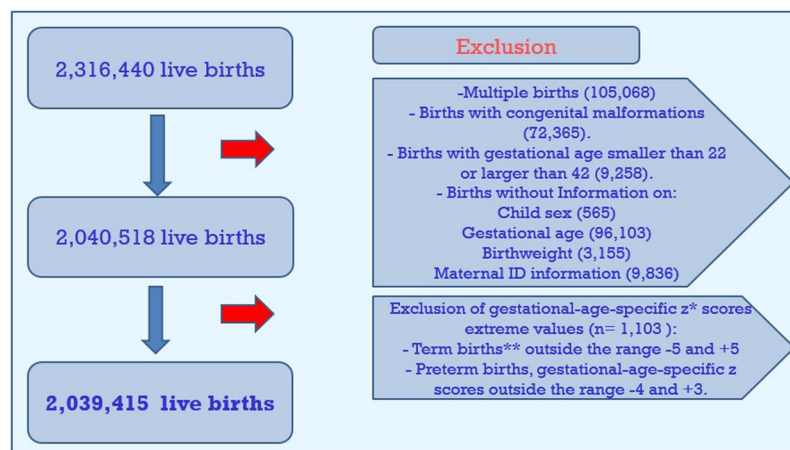 2,316,440 live births
Exclusion
-Multiple births (105,068)
- Births with congenital malformations
(72,365).
- Births with gestational age smaller than 22
or larger than 42 (9,258).
- Births without Information on:
Child sex (565)
Gestational age (96,103)
Birthweight (3,155)
Maternal ID information (9,836)
2,040,518 live births
Exclusion of gestational-age-specific z* scores
extreme values (n= 1,103 ):
- Term births** outside the range -5 and +5
- Preterm births, gestational-age-specific z
scores outside the range -4 and +3.
2,039,415 live births